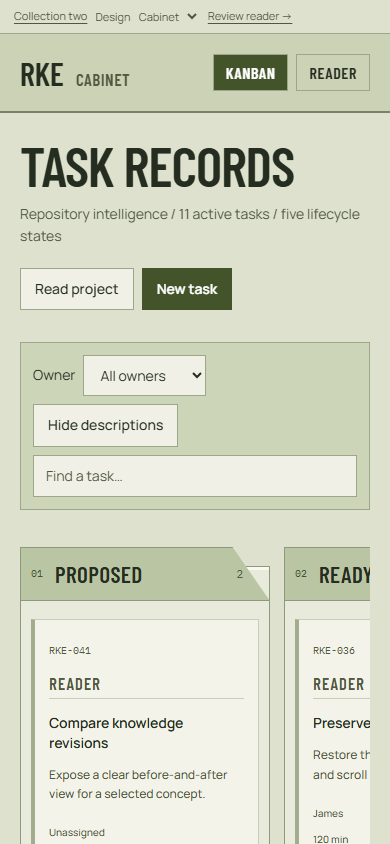 Collection two Design Cabinet Review reader →
RKE CABINET KANBAN READER
TASK RECORDS
Repository intelligence / 11 active tasks / five lifecycle
states
Read project New task
Owner All owners
Hide descriptions
Find a task…
01 PROPOSED 2
RKE-041
READER
Compare knowledge
revisions
Expose a clear before-and-after
view for a selected concept.
Unassigned
02 READY
RKE-036
READER
Preserve
Restore th
and scroll
James
120 min